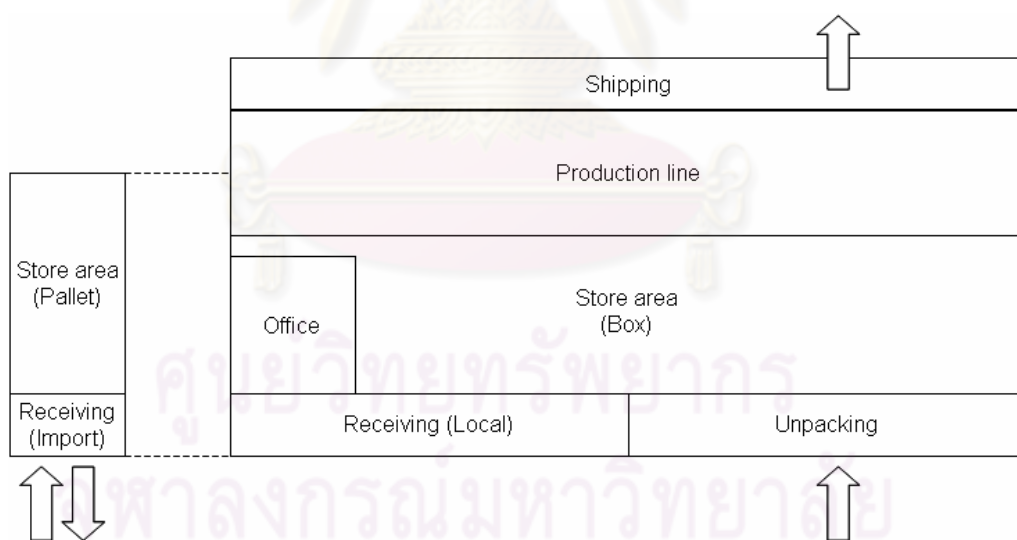 Shipping
Production line
Store area
(Pallet)
Office
Store area
(Box)
Receiving
(Import)
Receiving (Local)
Unpacking
ศูนย์วิทยทรัพยากร
จุฬาลงกรณ์มหาวิทยาลัย